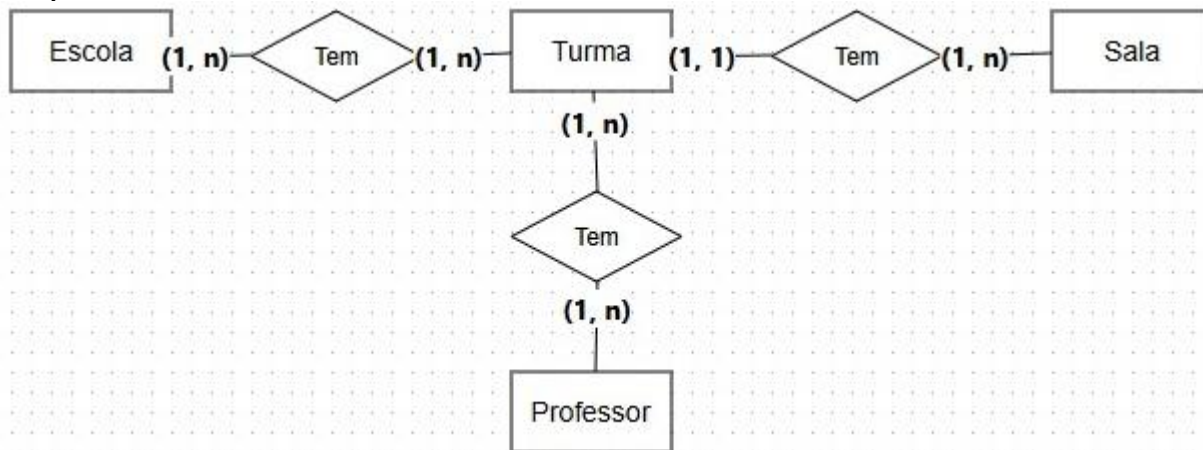 Escola (1, n) Tem (1, n) Turma (1, 1) Tem (1, n) Sala
(1, n)
Tem
(1, n)
Professor